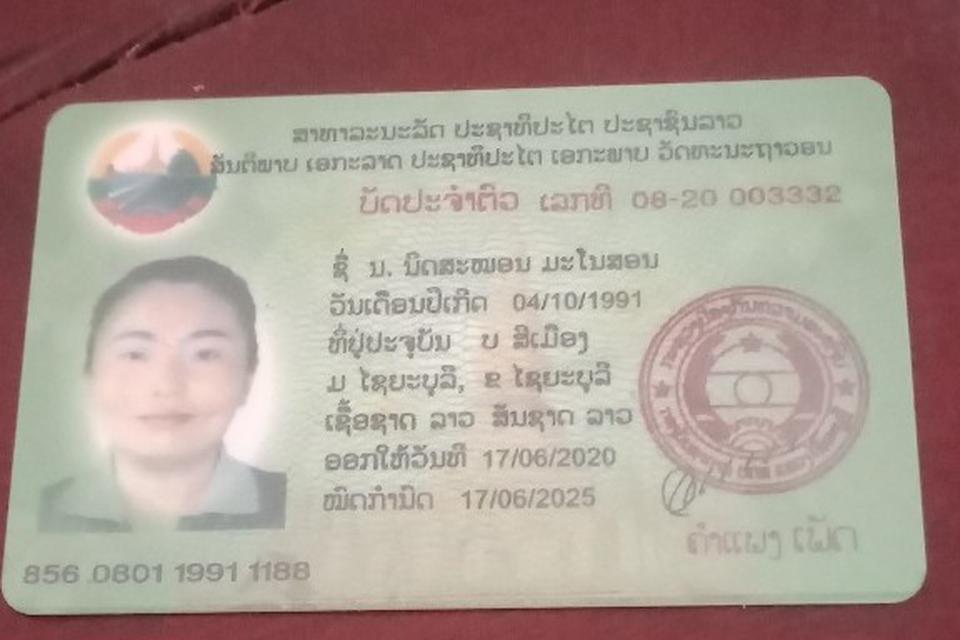 ສາທາລະນະລັດ ປະຊາທິປະໄຕ ປະຊາຊົນລາວ
ສັນຕິພາບ ເອກະລາດ ປະຊາທິປະໄຕ ເອກະພາບ ວັດທະນະຖາວອນ
ບັດປະຈຳຕົວ ເລກທີ 08-20 003332
ຊື່ ນ. ນິດສະໝອນ ມະໂນສອນ
ວັນເດືອນປີເກີດ 04/10/1991
ທີ່ຢູ່ປະຈຸບັນ ບ ສີເມືອງ
ມ ໄຊຍະບູລີ, ຂ ໄຊຍະບູລີ
ເຊື້ອຊາດ ລາວ ສັນຊາດ ລາວ
ອອກໃຫ້ວັນທີ 17/06/2020
ໝົດກຳນົດ 17/06/2025
ຄຳແພງ ເພັດ
856 0801 1991 1188